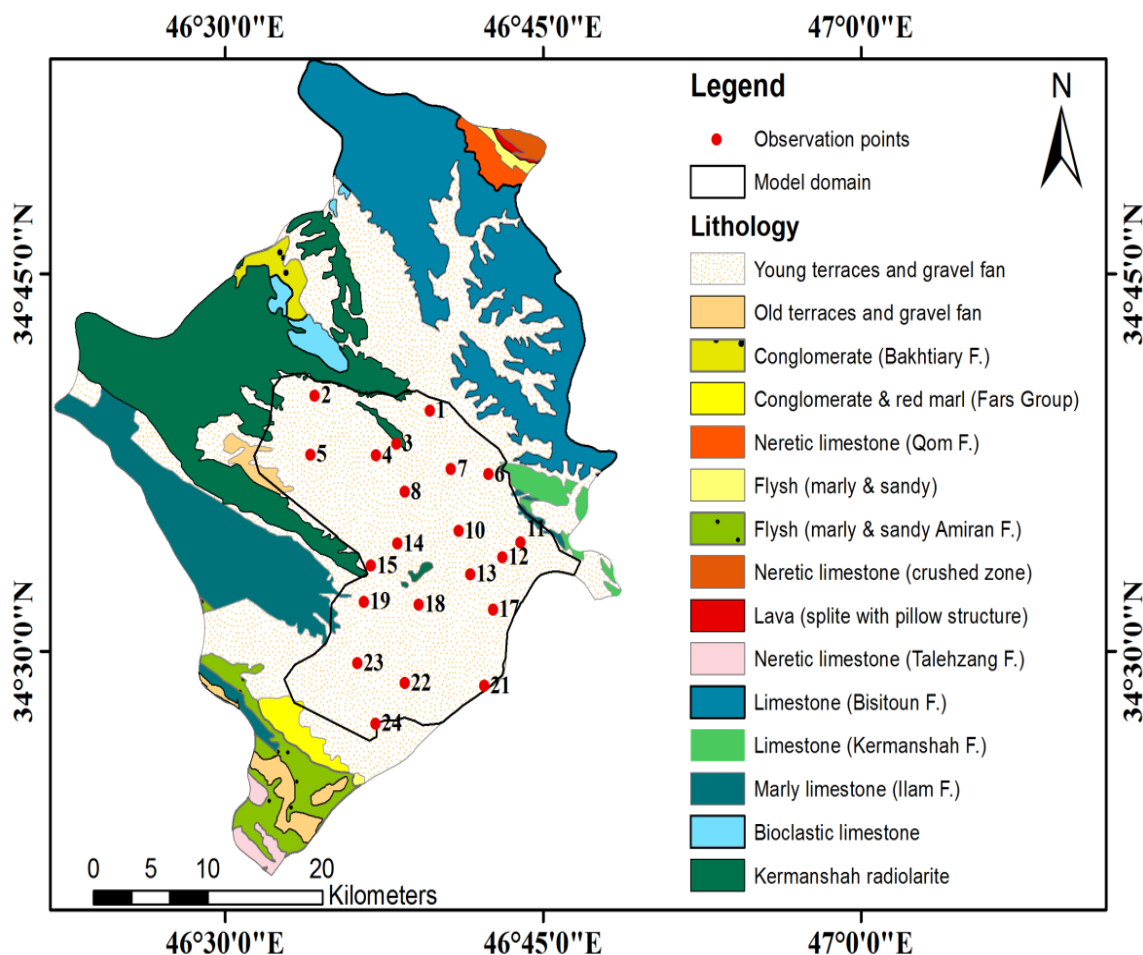 46°30'0"E 46°45'0"E 47°0'0"E
34°45'0"N
34°30'0"N
34°45'0"N
34°30'0"N
Legend
Observation points
Model domain
Lithology
Young terraces and gravel fan
Old terraces and gravel fan
Conglomerate (Bakhtiary F.)
Conglomerate & red marl (Fars Group)
Neretic limestone (Qom F.)
Flysh (marly & sandy)
Flysh (marly & sandy Amiran F.)
Neretic limestone (crushed zone)
Lava (splite with pillow structure)
Neretic limestone (Talehzang F.)
Limestone (Bisitoun F.)
Limestone (Kermanshah F.)
Marly limestone (Ilam F.)
Bioclastic limestone
Kermanshah radiolarite
N
2
1
3
4
5
7
6
8
10
11
12
14
13
15
19
18
17
23
22
21
24
0 5 10 20
Kilometers
46°30'0"E 46°45'0"E 47°0'0"E